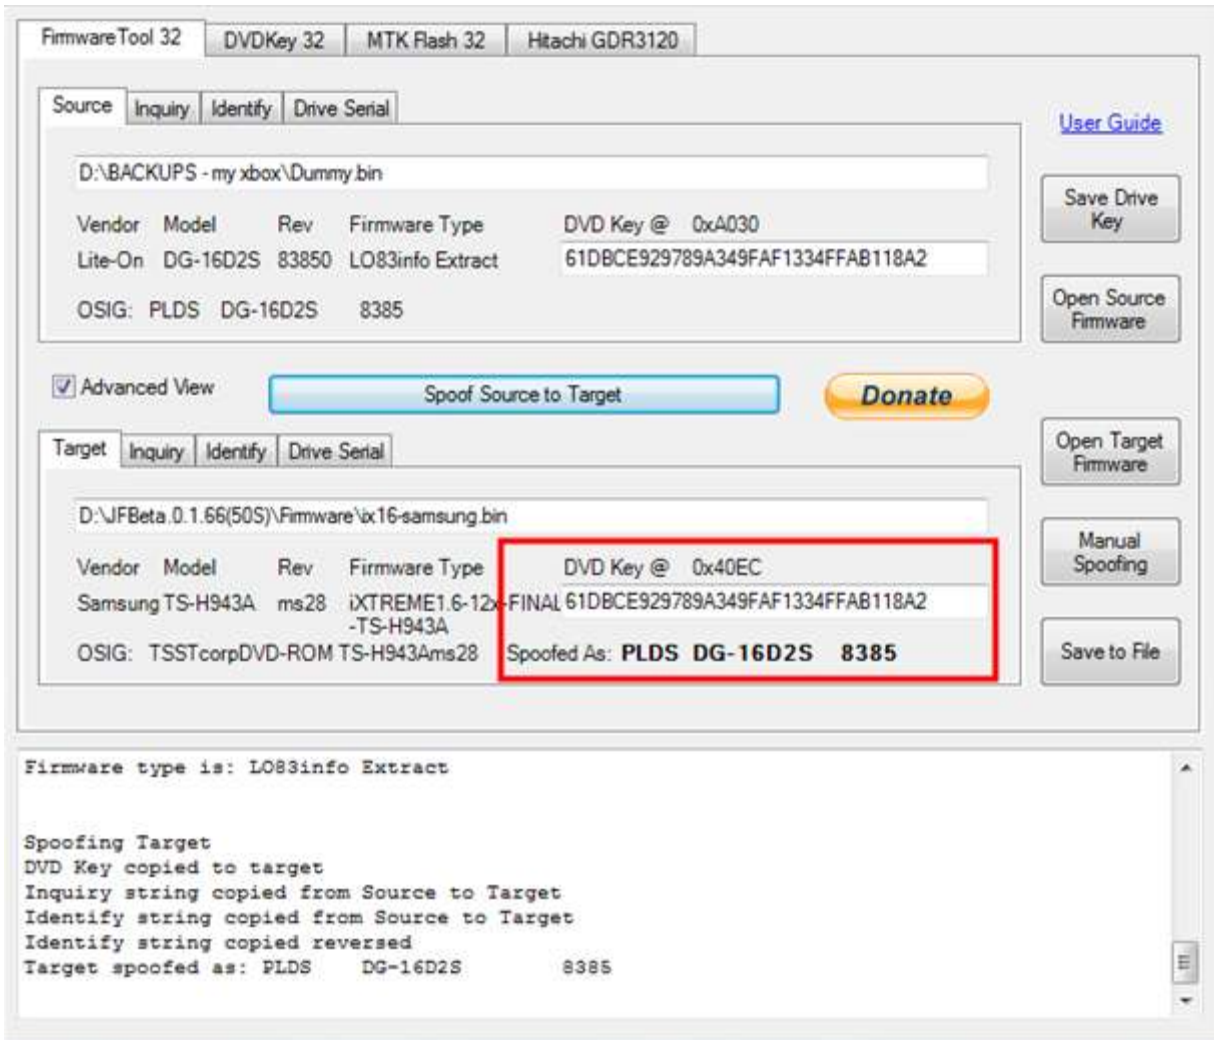 FirmwareTool 32 DVDKey 32 MTK Flash 32 Hitachi GDR3120
Source Inquiry Identify Drive Serial
User Guide
D:\BACKUPS - my xbox\Dummy.bin
Save Drive
Key
Vendor Model Rev Firmware Type DVD Key @ 0xA030
Lite-On DG-16D2S 83850 LO83info Extract 61DBCE929789A349FAF1334FFAB118A2
OSIG: PLDS DG-16D2S 8385
Open Source
Firmware
Advanced View Spoof Source to Target Donate
Target Inquiry Identify Drive Serial
Open Target
Firmware
D:\JFBeta.0.1.66(50S)\Firmware\ix16-samsung.bin
Manual
Spoofing
Vendor Model Rev Firmware Type DVD Key @ 0x40EC
Samsung TS-H943A ms28 iXTREME1.6-12x-FINAL 61DBCE929789A349FAF1334FFAB118A2
-TS-H943A
OSIG: TSSTcorpDVD-ROM TS-H943Ams28 Spoofed As: PLDS DG-16D2S 8385
Save to File
Firmware type is: LO83info Extract
Spoofing Target
DVD Key copied to target
Inquiry string copied from Source to Target
Identify string copied from Source to Target
Identify string copied reversed
Target spoofed as: PLDS DG-16D2S 8385